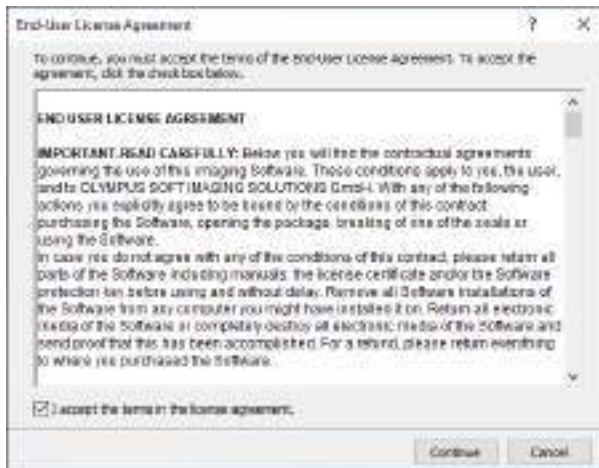 End-User License Agreement
To continue, you must accept the terms of the End-User License Agreement. To accept the
agreement, click the check box below.
END USER LICENSE AGREEMENT
IMPORTANT-READ CAREFULLY: Below you will find the contractual agreements
governing the use of this Imaging Software. These conditions apply to you, the user,
and to OLYMPUS SOFT IMAGING SOLUTIONS GmbH. With any of the following
actions you explicitly agree to be bound by the conditions of this contract:
purchasing the Software, opening the package, breaking of one of the seals or
using the Software.
In case you do not agree with any of the conditions of this contract, please return all
parts of the Software including manuals, the license certificate and/or the Software
protection key before using and without delay. Remove all Software installations of
the Software from any computer you might have installed it on. Return all electronic
media of the Software or completely destroy all electronic media of the Software and
send proof that this has been accomplished. For a refund, please return everything
to where you purchased the Software.
I accept the terms in the license agreement.
Continue Cancel